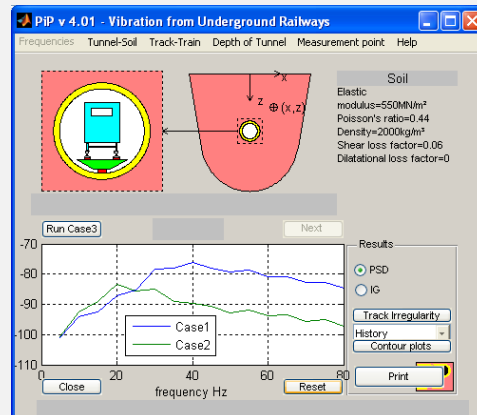 PiP v 4.01 - Vibration from Underground Railways
Frequencies Tunnel-Soil Track-Train Depth of Tunnel Measurement point Help
x
z
(x,z)
Soil
Elastic
modulus=550MN/m²
Poisson's ratio=0.44
Density=2000kg/m³
Shear loss factor=0.06
Dilatational loss factor=0
Run Case3
Next
-70
-80
-90
-100
-110
0 20 40 60 80
Case1
Case2
frequency Hz
Close
Reset
Results
PSD
IG
Track Irregularity
History
Contour plots
Print